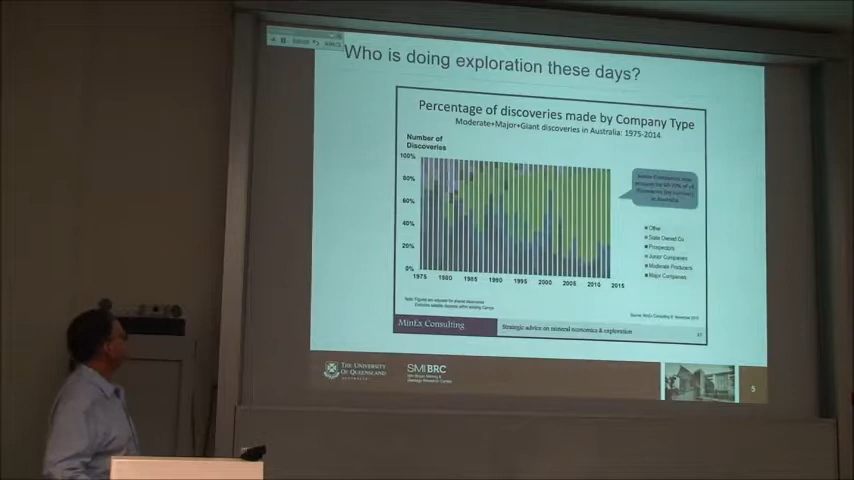 Who is doing exploration these days?
Percentage of discoveries made by Company Type
Moderate+Major+Giant discoveries in Australia: 1975-2014
Number of
Discoveries
100%
80%
60%
40%
20%
0%
1975 1980 1985 1990 1995 2000 2005 2010 2015
Other
State Owned Co
Prospectors
Junior Companies
Moderate Producers
Major Companies
MinEx Consulting
Strategic advice on mineral economics & exploration
THE UNIVERSITY
OF QUEENSLAND
AUSTRALIA
SMI BRC
5